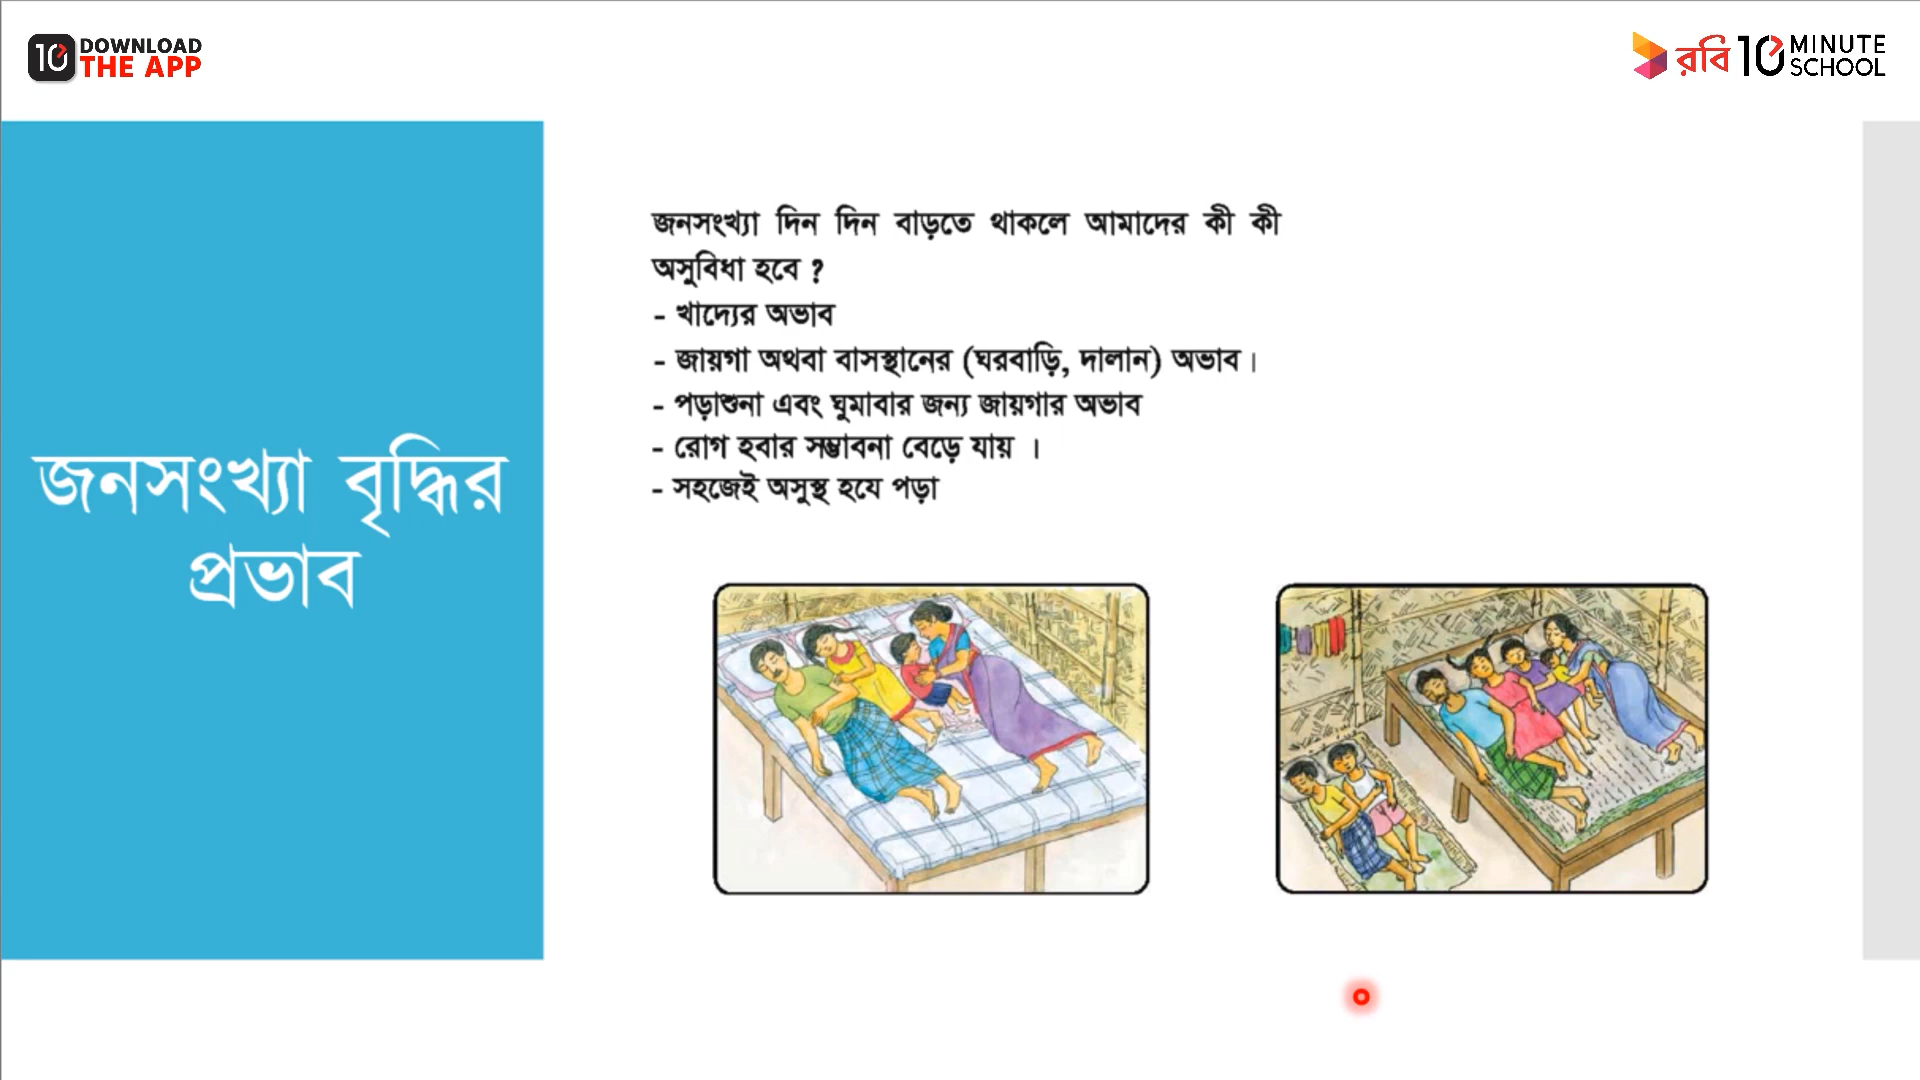 10 DOWNLOAD
THE APP
রবি 10 MINUTE
SCHOOL
জনসংখ্যা বৃদ্ধির
প্রভাব
জনসংখ্যা দিন দিন বাড়তে থাকলে আমাদের কী কী
অসুবিধা হবে ?
- খাদ্যের অভাব
- জায়গা অথবা বাসস্থানের (ঘরবাড়ি, দালান) অভাব।
- পড়াশুনা এবং ঘুমাবার জন্য জায়গার অভাব
- রোগ হবার সম্ভাবনা বেড়ে যায় ।
- সহজেই অসুস্থ হযে পড়া